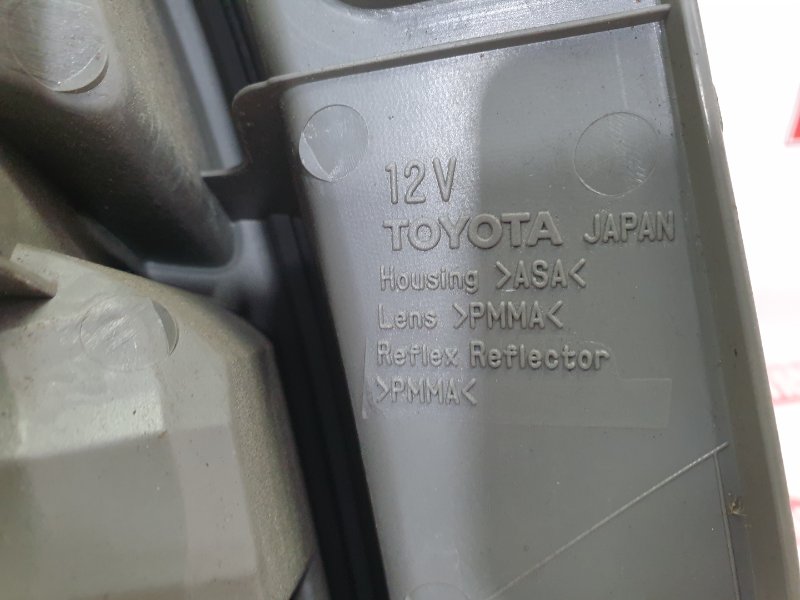 12V
TOYOTA JAPAN
Housing >ASA<
Lens >PMMA<
Reflex Reflector
>PMMA<